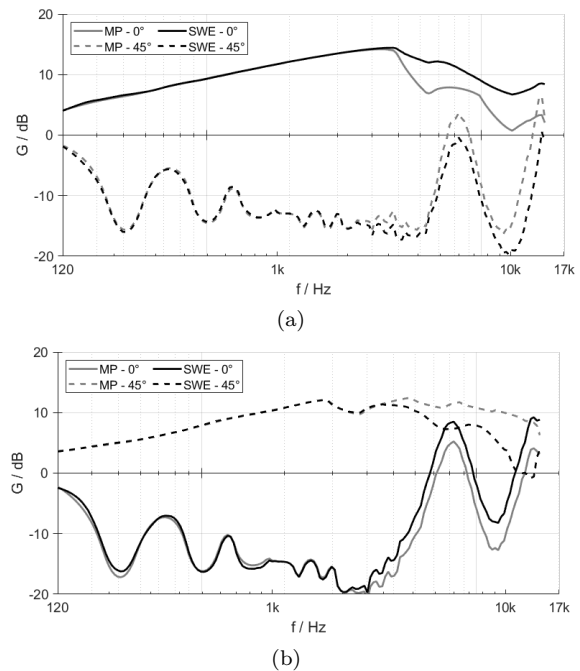 20
MP - 0° SWE - 0°
MP - 45° SWE - 45°
10
0
-10
-20
G / dB
120 1k 10k 17k
f / Hz
(a)
20
MP - 0° SWE - 0°
MP - 45° SWE - 45°
10
0
-10
-20
G / dB
120 1k 10k 17k
f / Hz
(b)